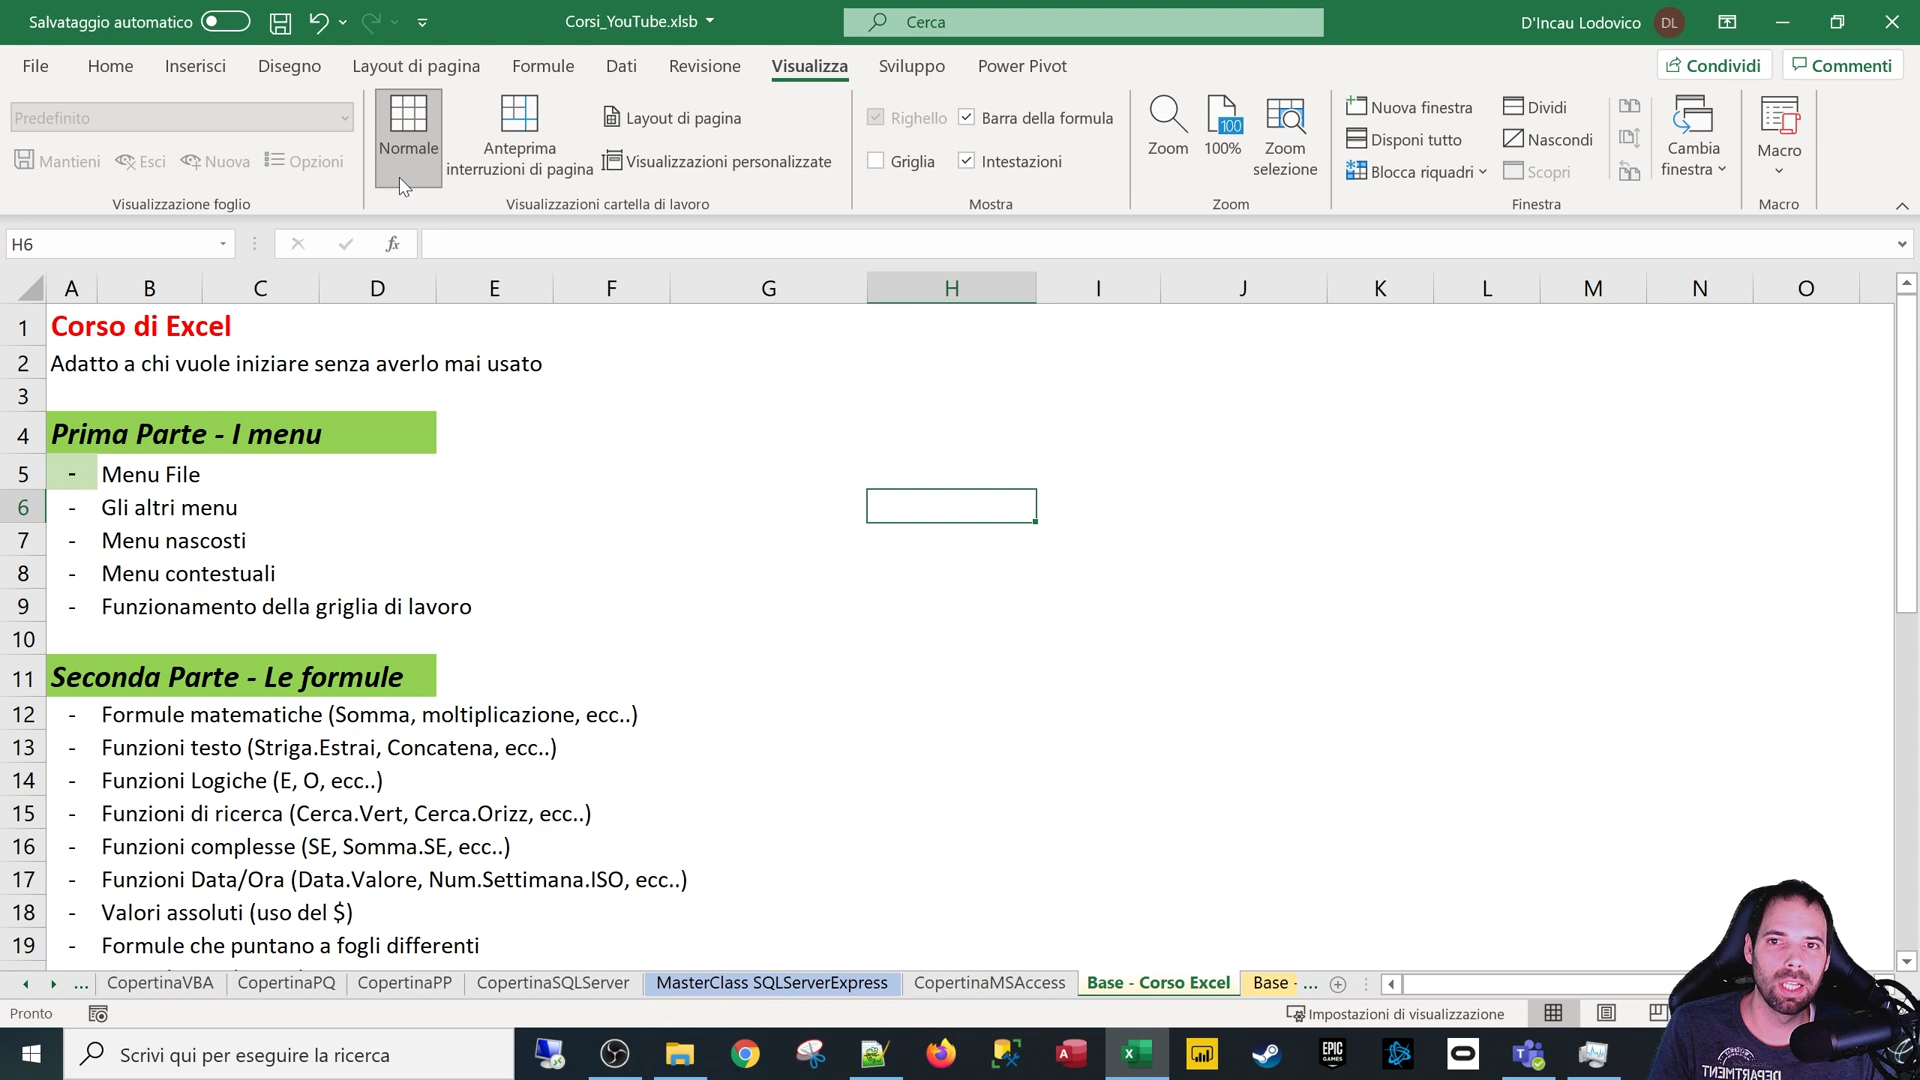 Salvataggio automatico
Corsi_YouTube.xlsb
Cerca
D'Incau Lodovico
DL
File
Home
Inserisci
Disegno
Layout di pagina
Formule
Dati
Revisione
Visualizza
Sviluppo
Power Pivot
Condividi
Commenti
Predefinito
Mantieni
Esci
Nuova
Opzioni
Visualizzazione foglio
Normale
Anteprima
interruzioni di pagina
Layout di pagina
Visualizzazioni personalizzate
Visualizzazioni cartella di lavoro
Righello
Barra della formula
Griglia
Intestazioni
Mostra
Zoom
100
100%
Zoom
selezione
Zoom
Nuova finestra
Disponi tutto
Blocca riquadri
Dividi
Nascondi
Scopri
Cambia
finestra
Finestra
Macro
Macro
H6
fx
A B C D E F G H I J K L M N O
1 Corso di Excel
2 Adatto a chi vuole iniziare senza averlo mai usato
3
4 Prima Parte - I menu
5 - Menu File
6 - Gli altri menu
7 - Menu nascosti
8 - Menu contestuali
9 - Funzionamento della griglia di lavoro
10
11 Seconda Parte - Le formule
12 - Formule matematiche (Somma, moltiplicazione, ecc..)
13 - Funzioni testo (Striga.Estrai, Concatena, ecc..)
14 - Funzioni Logiche (E, O, ecc..)
15 - Funzioni di ricerca (Cerca.Vert, Cerca.Orizz, ecc..)
16 - Funzioni complesse (SE, Somma.SE, ecc..)
17 - Funzioni Data/Ora (Data.Valore, Num.Settimana.ISO, ecc..)
18 - Valori assoluti (uso del $)
19 - Formule che puntano a fogli differenti
... CopertinaVBA CopertinaPQ CopertinaPP CopertinaSQLServer MasterClass SQLServerExpress CopertinaMSAccess Base - Corso Excel Base - ...
Pronto
Impostazioni di visualizzazione
Scrivi qui per eseguire la ricerca
EPIC
GAMES
DEPARTMENT